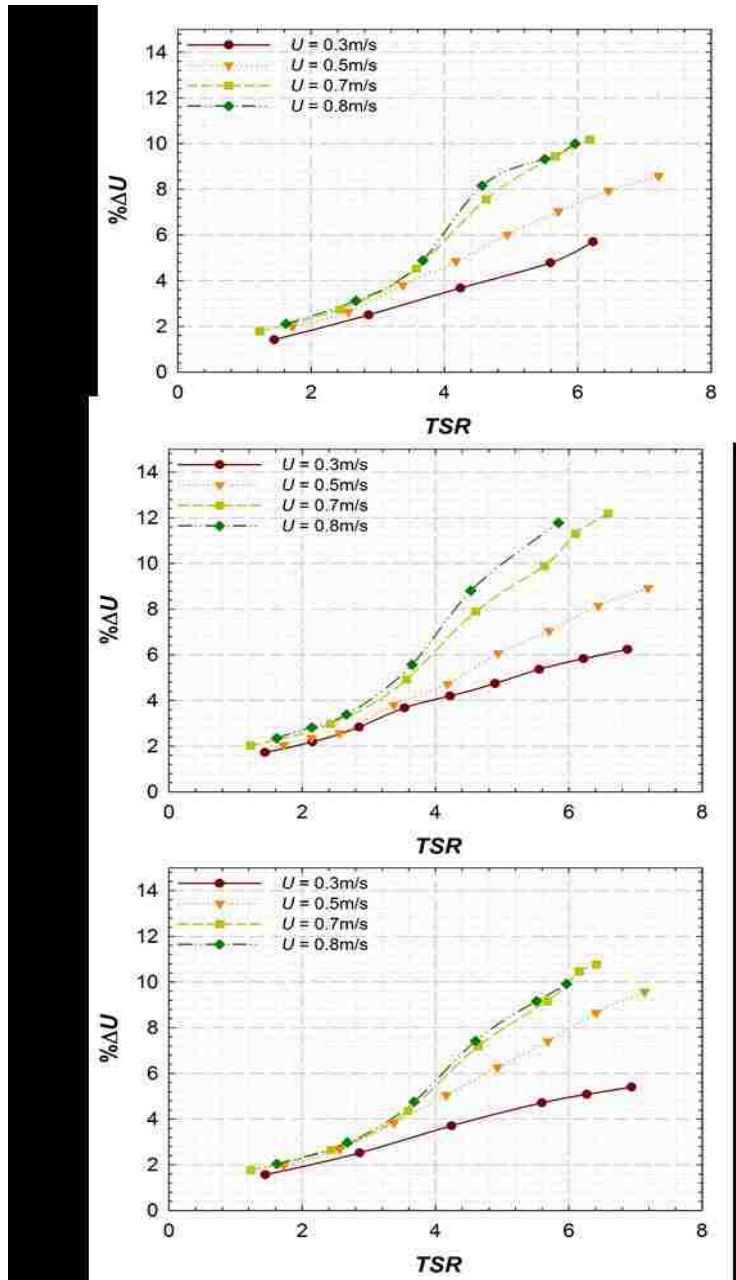 14
12
10
8
6
4
2
0
%ΔU
U = 0.3m/s
U = 0.5m/s
U = 0.7m/s
U = 0.8m/s
0 2 4 6 8
TSR
14
12
10
8
6
4
2
0
%ΔU
U = 0.3m/s
U = 0.5m/s
U = 0.7m/s
U = 0.8m/s
0 2 4 6 8
TSR
14
12
10
8
6
4
2
0
%ΔU
U = 0.3m/s
U = 0.5m/s
U = 0.7m/s
U = 0.8m/s
0 2 4 6 8
TSR